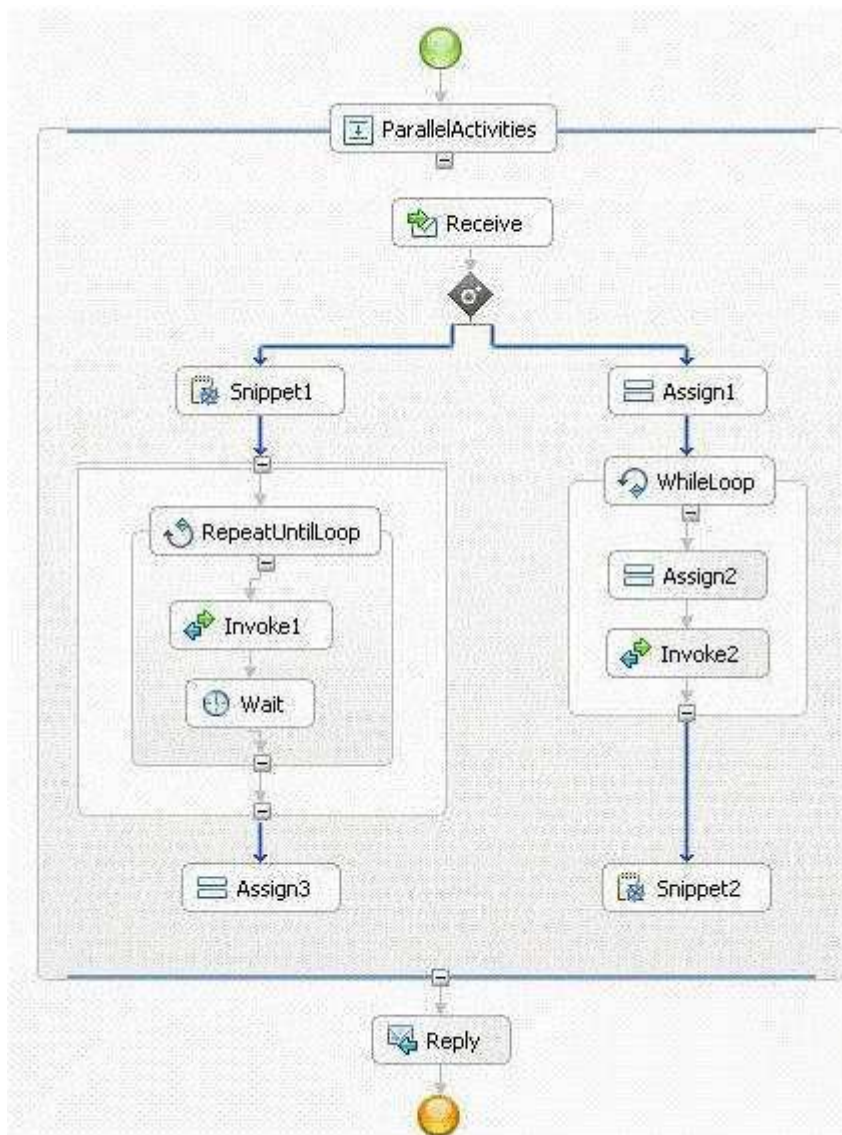 ParallelActivities
Receive
Snippet1
Assign1
WhileLoop
RepeatUntilLoop
Assign2
Invoke1
Invoke2
Wait
Assign3
Snippet2
Reply